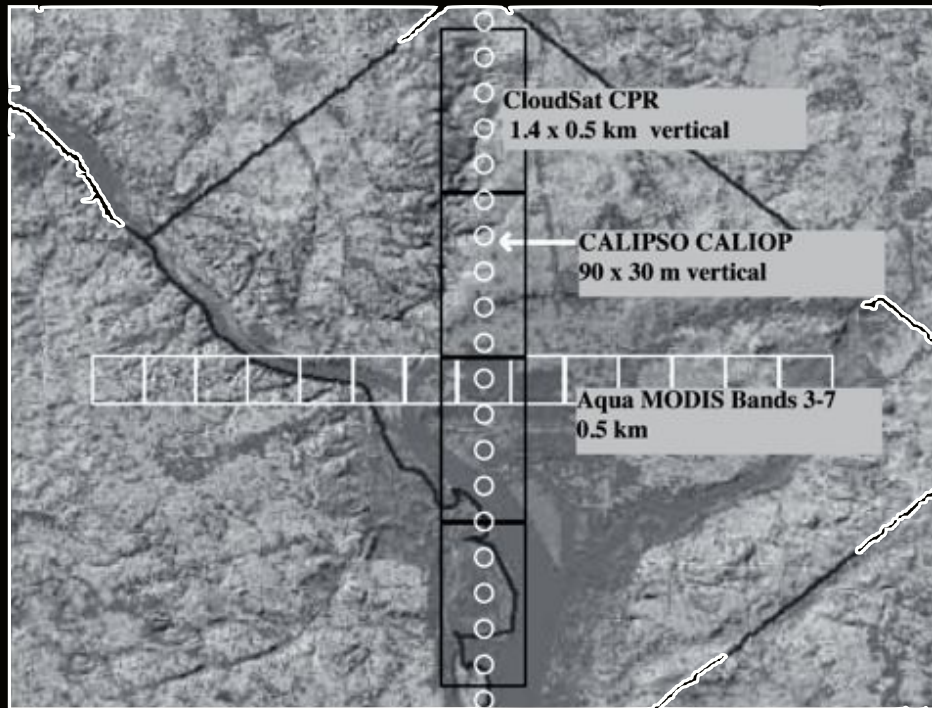 CloudSat CPR
1.4 x 0.5 km vertical
CALIPSO CALIOP
90 x 30 m vertical
Aqua MODIS Bands 3-7
0.5 km